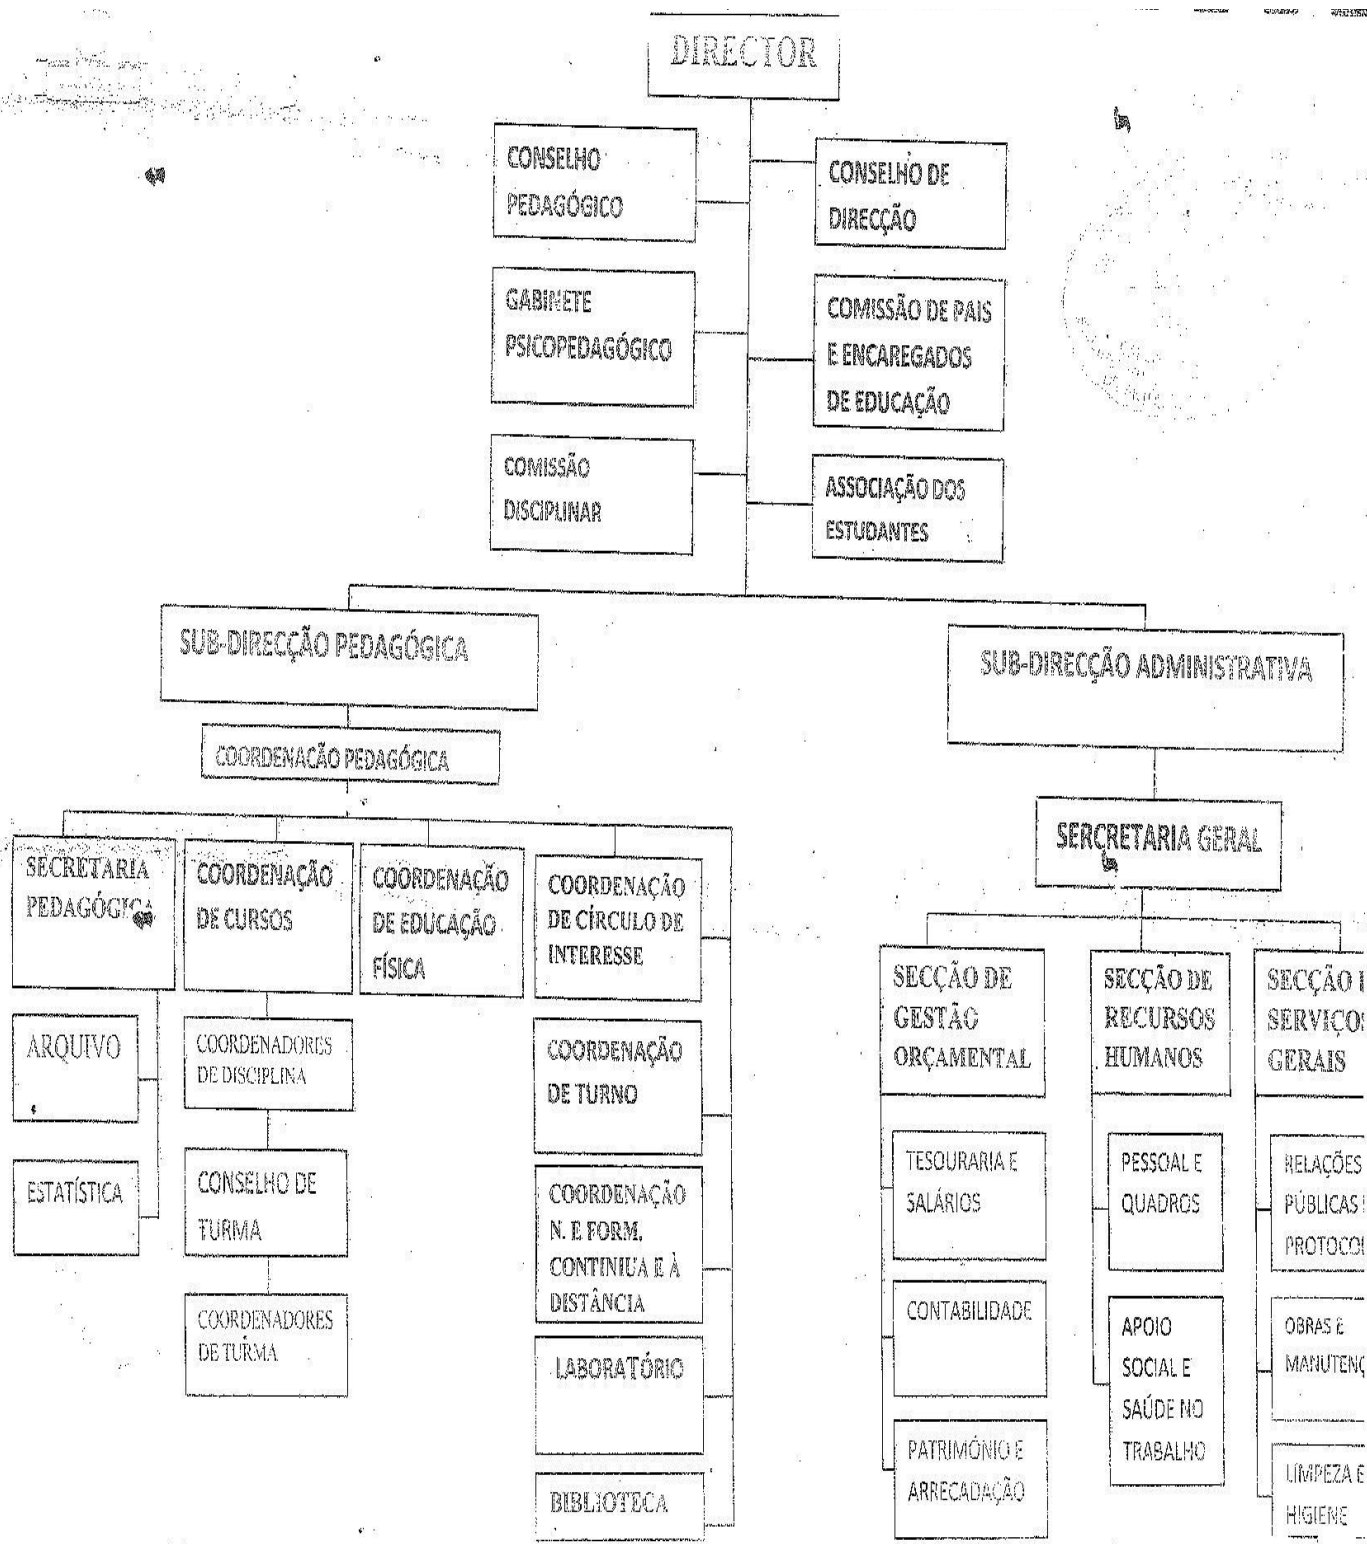 DIRECTOR
CONSELHO
PEDAGÓGICO
CONSELHO DE
DIRECÇÃO
GABINETE
PSICOPEDAGÓGICO
COMISSÃO DE PAIS
E ENCAREGADOS
DE EDUCAÇÃO
COMISSÃO
DISCIPLINAR
ASSOCIAÇÃO DOS
ESTUDANTES
SUB-DIRECÇÃO PEDAGÓGICA
SUB-DIRECÇÃO ADMINISTRATIVA
COORDENAÇÃO PEDAGÓGICA
SERCRETARIA GERAL
SECRETARIA
PEDAGÓGICA
COORDENAÇÃO
DE CURSOS
COORDENAÇÃO
DE EDUCAÇÃO
FÍSICA
COORDENAÇÃO
DE CÍRCULO DE
INTERESSE
ARQUIVO
ESTATÍSTICA
COORDENADORES
DE DISCIPLINA
CONSELHO DE
TURMA
COORDENADORES
DE TURMA
COORDENAÇÃO
DE TURNO
COORDENAÇÃO
N. E FORM.
CONTINIUA E À
DISTÂNCIA
LABORATÓRIO
BIBLIOTECA
SECÇÃO DE
GESTÃO
ORÇAMENTAL
TESOURARIA E
SALÁRIOS
CONTABILIDADE
PATRIMÓNIO E
ARRECADAÇÃO
SECÇÃO DE
RECURSOS
HUMANOS
PESSOAL E
QUADROS
APOIO
SOCIAL E
SAÚDE NO
TRABALHO
SECÇÃO
SERVIÇOS
GERAIS
RELAÇÕES
PÚBLICAS
OBRAS E
LIMPEZA E
HIGIENE